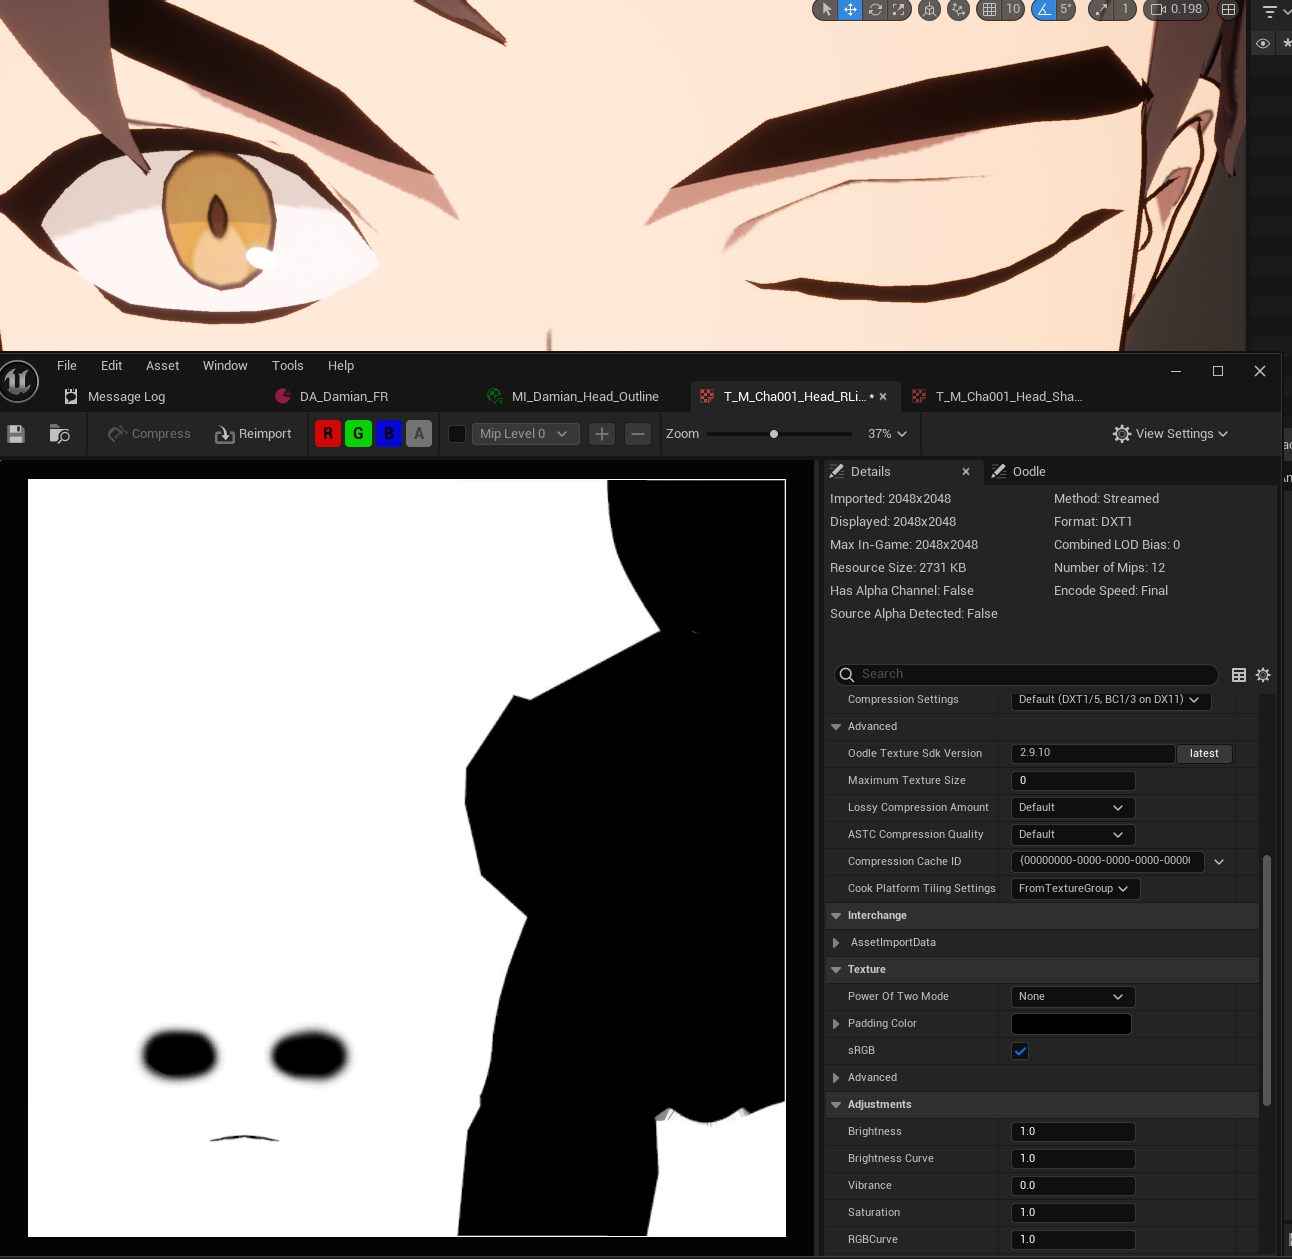 10 5° 1 0.198
File Edit Asset Window Tools Help
Message Log DA_Damian_FR MI_Damian_Head_Outline T_M_Cha001_Head_RLi... • × T_M_Cha001_Head_Sha...
Compress Reimport R G B A Mip Level 0 Zoom 37% View Settings
Details × Oodle
Imported: 2048x2048 Method: Streamed
Displayed: 2048x2048 Format: DXT1
Max In-Game: 2048x2048 Combined LOD Bias: 0
Resource Size: 2731 KB Number of Mips: 12
Has Alpha Channel: False Encode Speed: Final
Source Alpha Detected: False
Search
Compression Settings Default (DXT1/5, BC1/3 on DX11)
Advanced
Oodle Texture Sdk Version 2.9.10 latest
Maximum Texture Size 0
Lossy Compression Amount Default
ASTC Compression Quality Default
Compression Cache ID {00000000-0000-0000-0000-0000
Cook Platform Tiling Settings FromTextureGroup
Interchange
AssetImportData
Texture
Power Of Two Mode None
Padding Color
sRGB
Advanced
Adjustments
Brightness 1.0
Brightness Curve 1.0
Vibrance 0.0
Saturation 1.0
RGBCurve 1.0